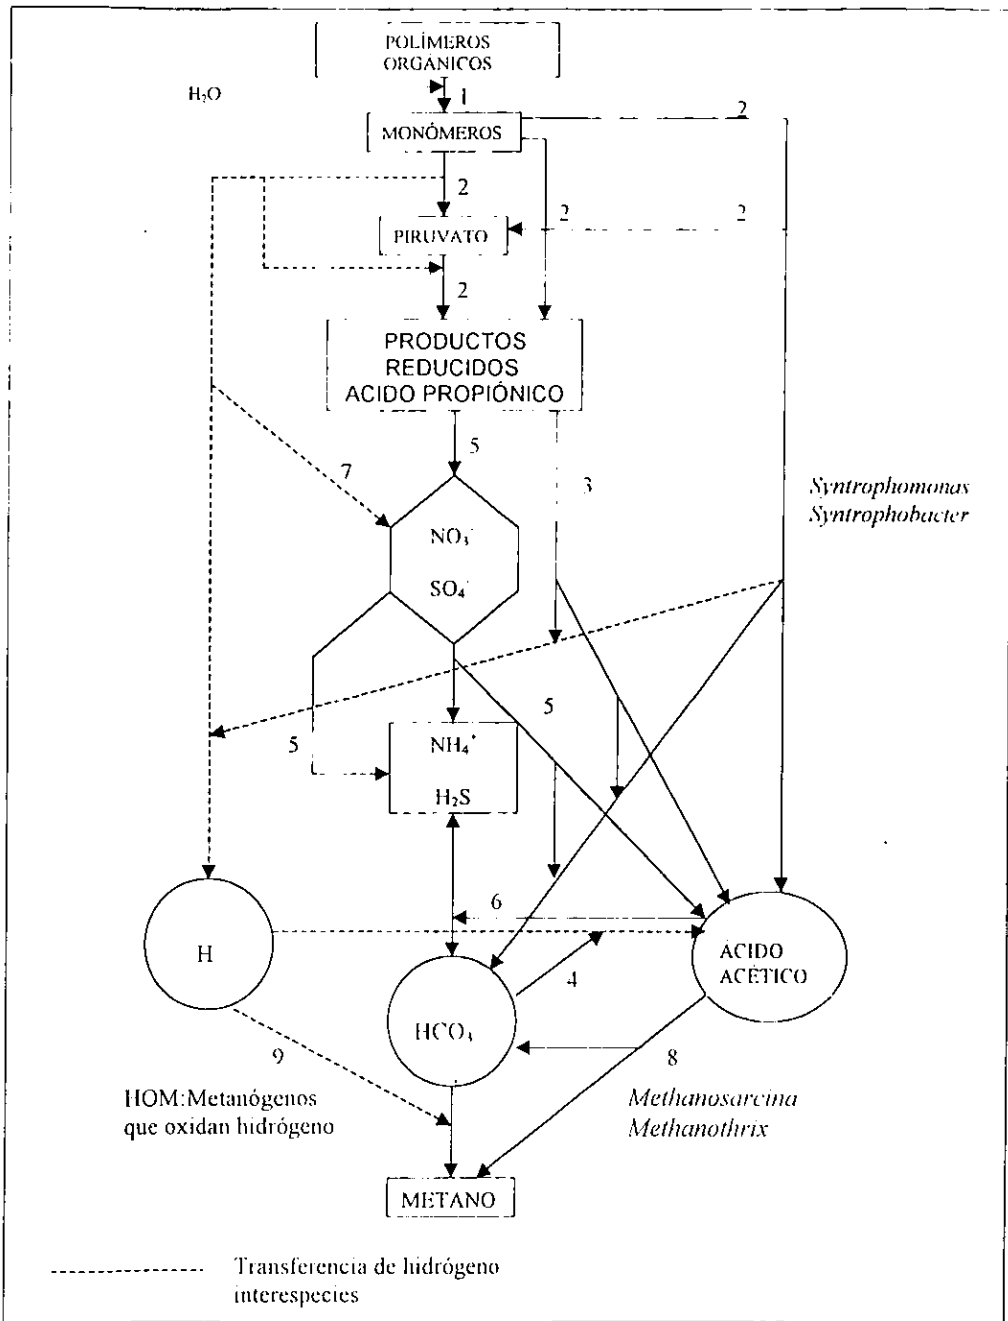 POLÍMEROS
ORGÁNICOS
H₂O
1
2
MONÓMEROS
2
2
2
PIRUVATO
2
PRODUCTOS
REDUCIDOS
ACIDO PROPIÓNICO
5
7
3
Syntrophomonas
Syntrophobacter
NO₃⁻
SO₄⁻
5
5
NH₄⁺
H₂S
6
H
ÁCIDO
ACÉTICO
4
HCO₃
9
8
HOM:Metanógenos
que oxidan hidrógeno
Methanosarcina
Methanothrix
METANO
Transferencia de hidrógeno
interespecies